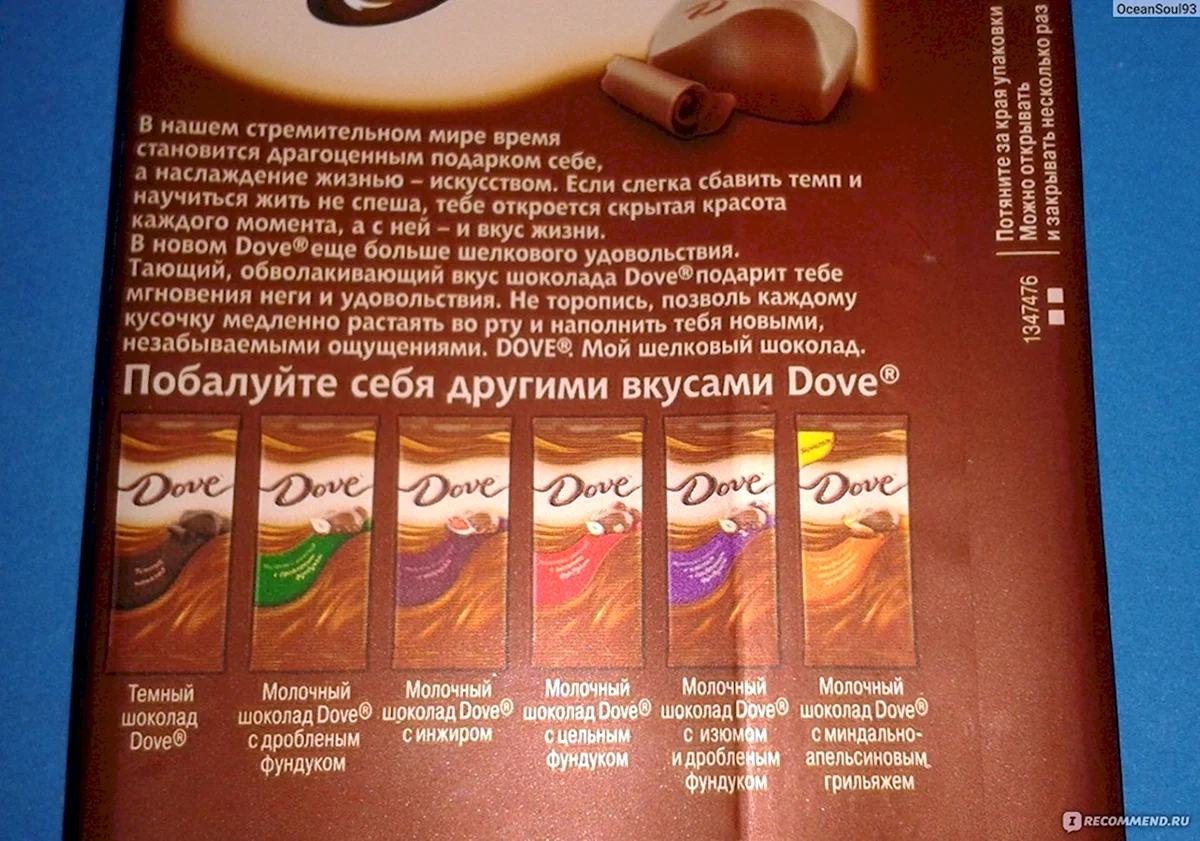 OceanSoul93
В нашем стремительном мире время
становится драгоценным подарком себе,
а наслаждение жизнью – искусством. Если слегка сбавить темп и
научиться жить не спеша, тебе откроется скрытая красота
каждого момента, а с ней – и вкус жизни.
В новом Dove® еще больше шелкового удовольствия.
Тающий, обволакивающий вкус шоколада Dove® подарит тебе
мгновения неги и удовольствия. Не торопись, позволь каждому
кусочку медленно растаять во рту и наполнить тебя новыми,
незабываемыми ощущениями. DOVE®. Мой шелковый шоколад.
Потяните за края упаковки
Можно открывать
и закрывать несколько раз
1347476
Побалуйте себя другими вкусами Dove®
Dove
Dove
Dove
Dove
Dove
Dove
Темный
шоколад
Dove®
Молочный
шоколад Dove®
с дробленым
фундуком
Молочный
шоколад Dove®
с инжиром
Молочный
шоколад Dove®
с цельным
фундуком
Молочный
шоколад Dove®
с изюмом
и дробленым
фундуком
Молочный
шоколад Dove®
с миндально-
апельсиновым
грильяжем
I RECOMMEND.RU